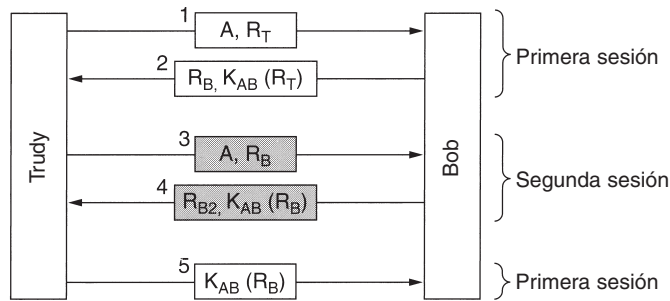 1
A, R_T
Primera sesión
2
R_B, K_AB (R_T)
Trudy
Bob
3
A, R_B
Segunda sesión
4
R_B2, K_AB (R_B)
5
K_AB (R_B)
Primera sesión